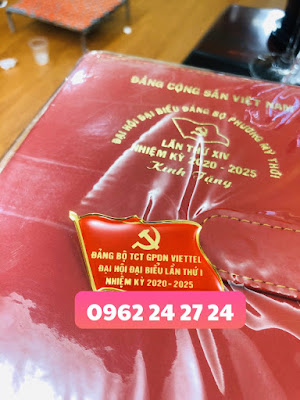 ĐẢNG CỘNG SẢN VIỆT NAM
ĐẠI HỘI ĐẠI BIỂU ĐẢNG BỘ PHƯỜNG MỸ THỚI
LẦN THỨ XIV
NHIỆM KỲ 2020 - 2025
Kính Tặng
ĐẢNG BỘ TCT GPDN VIETTEL
ĐẠI HỘI ĐẠI BIỂU LẦN THỨ I
NHIỆM KỲ 2020-2025
0962 24 27 24